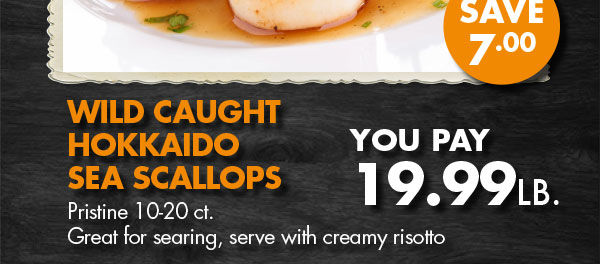 SAVE
7.00
WILD CAUGHT
HOKKAIDO
SEA SCALLOPS
Pristine 10-20 ct.
Great for searing, serve with creamy risotto
YOU PAY
19.99LB.